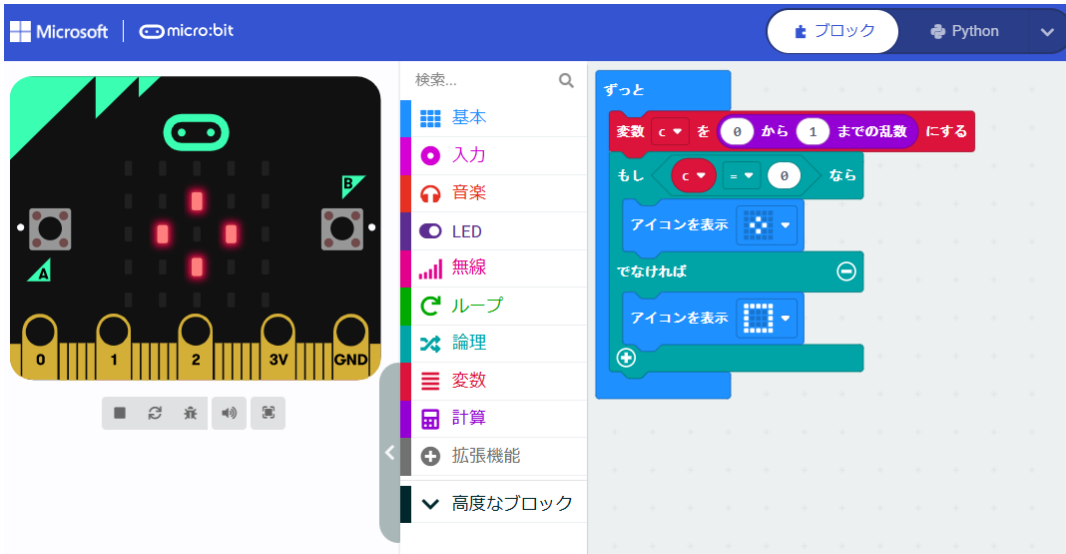 Microsoft micro:bit
ブロック
Python
B
A
0 1 2 3V GND
検索...
基本
入力
音楽
LED
無線
ループ
論理
変数
計算
拡張機能
高度なブロック
ずっと
変数 c を 0 から 1 までの乱数 にする
もし c = 0 なら
アイコンを表示
でなければ
アイコンを表示